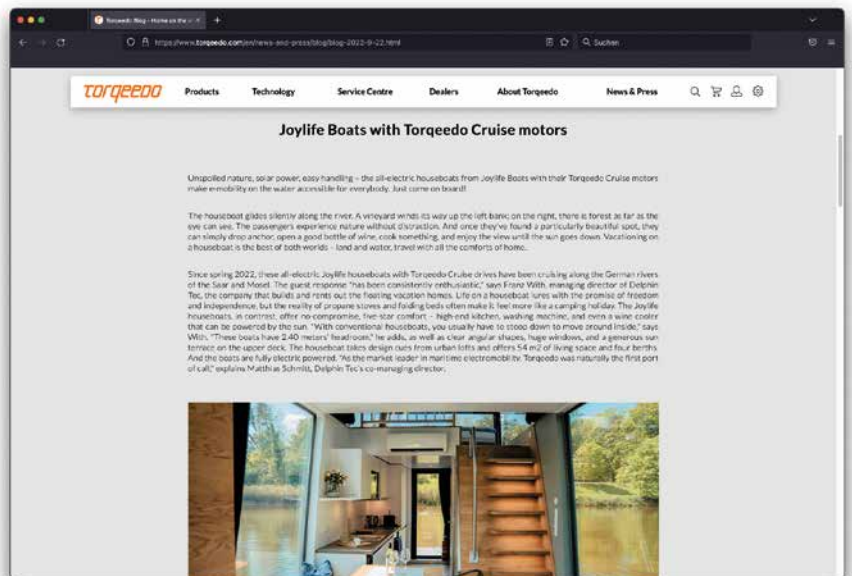 Torqeedo Blog - Home on the w
https://www.torqeedo.com/en/news-and-press/blog/blog-2022-9-22.html
Suchen
TORQEEDO
Products Technology Service Centre Dealers About Torqeedo News & Press
Joylife Boats with Torqeedo Cruise motors
Unspoiled nature, solar power, easy handling – the all-electric houseboats from Joylife Boats with their Torqeedo Cruise motors
make e-mobility on the water accessible for everybody. Just come on board!
The houseboat glides silently along the river. A vineyard winds its way up the left bank; on the right, there is forest as far as the
eye can see. The passengers experience nature without distraction. And once they've found a particularly beautiful spot, they
can simply drop anchor, open a good bottle of wine, cook something, and enjoy the view until the sun goes down. Vacationing on
a houseboat is the best of both worlds – land and water, travel with all the comforts of home.
Since spring 2022, these all-electric Joylife houseboats with Torqeedo Cruise drives have been cruising along the German rivers
of the Saar and Mosel. The guest response "has been consistently enthusiastic," says Franz With, managing director of Delphin
Tec, the company that builds and rents out the floating vacation homes. Life on a houseboat lures with the promise of freedom
and independence, but the reality of propane stoves and folding beds often make it feel more like a camping holiday. The Joylife
houseboats, in contrast, offer no-compromise, five-star comfort – high-end kitchen, washing machine, and even a wine cooler
that can be powered by the sun. "With conventional houseboats, you usually have to stoop down to move around inside," says
With. "These boats have 2.40 meters' headroom," he adds, as well as clear angular shapes, huge windows, and a generous sun
terrace on the upper deck. The houseboat takes design cues from urban lofts and offers 54 m2 of living space and four berths.
And the boats are fully electric powered. "As the market leader in maritime electromobility, Torqeedo was naturally the first port
of call," explains Matthias Schmitt, Delphin Tec's co-managing director.